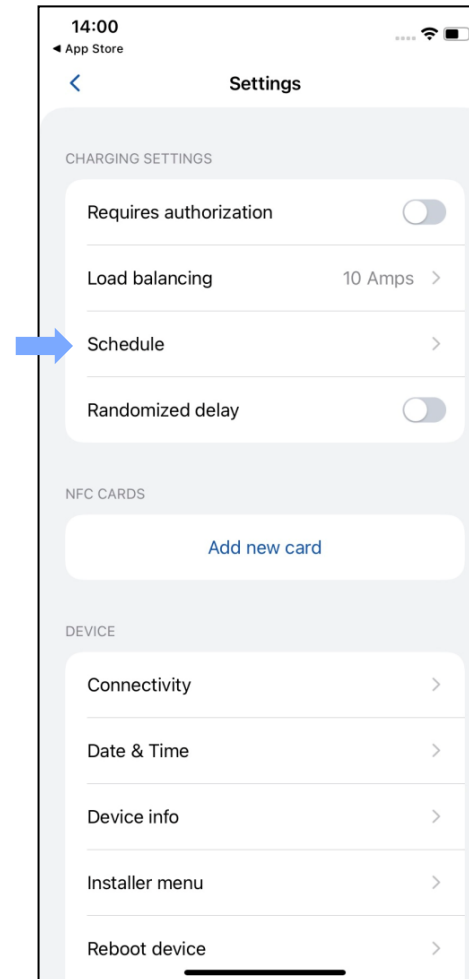 14:00
◀ App Store
Settings
CHARGING SETTINGS
Requires authorization
Load balancing 10 Amps
Schedule
Randomized delay
NFC CARDS
Add new card
DEVICE
Connectivity
Date & Time
Device info
Installer menu
Reboot device